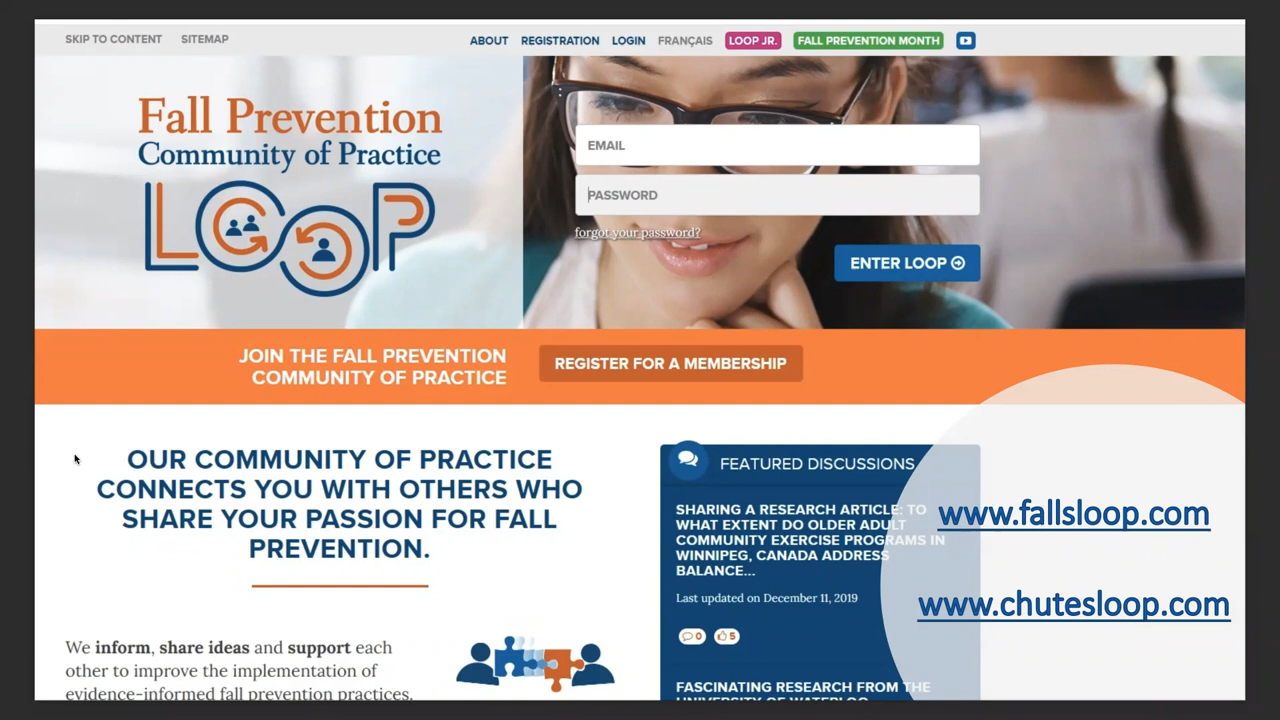 SKIP TO CONTENT SITEMAP
ABOUT REGISTRATION LOGIN FRANÇAIS LOOP JR. FALL PREVENTION MONTH
Fall Prevention
Community of Practice
LOOP
EMAIL
PASSWORD
forgot your password?
ENTER LOOP
JOIN THE FALL PREVENTION
COMMUNITY OF PRACTICE
REGISTER FOR A MEMBERSHIP
OUR COMMUNITY OF PRACTICE
CONNECTS YOU WITH OTHERS WHO
SHARE YOUR PASSION FOR FALL
PREVENTION.
We inform, share ideas and support each
other to improve the implementation of
evidence-informed fall prevention practices.
FEATURED DISCUSSIONS
SHARING A RESEARCH ARTICLE: TO
WHAT EXTENT DO OLDER ADULT
COMMUNITY EXERCISE PROGRAMS IN
WINNIPEG, CANADA ADDRESS
BALANCE...
Last updated on December 11, 2019
0 5
FASCINATING RESEARCH FROM THE
UNIVERSITY OF WATERLOO
www.fallsloop.com
www.chutesloop.com